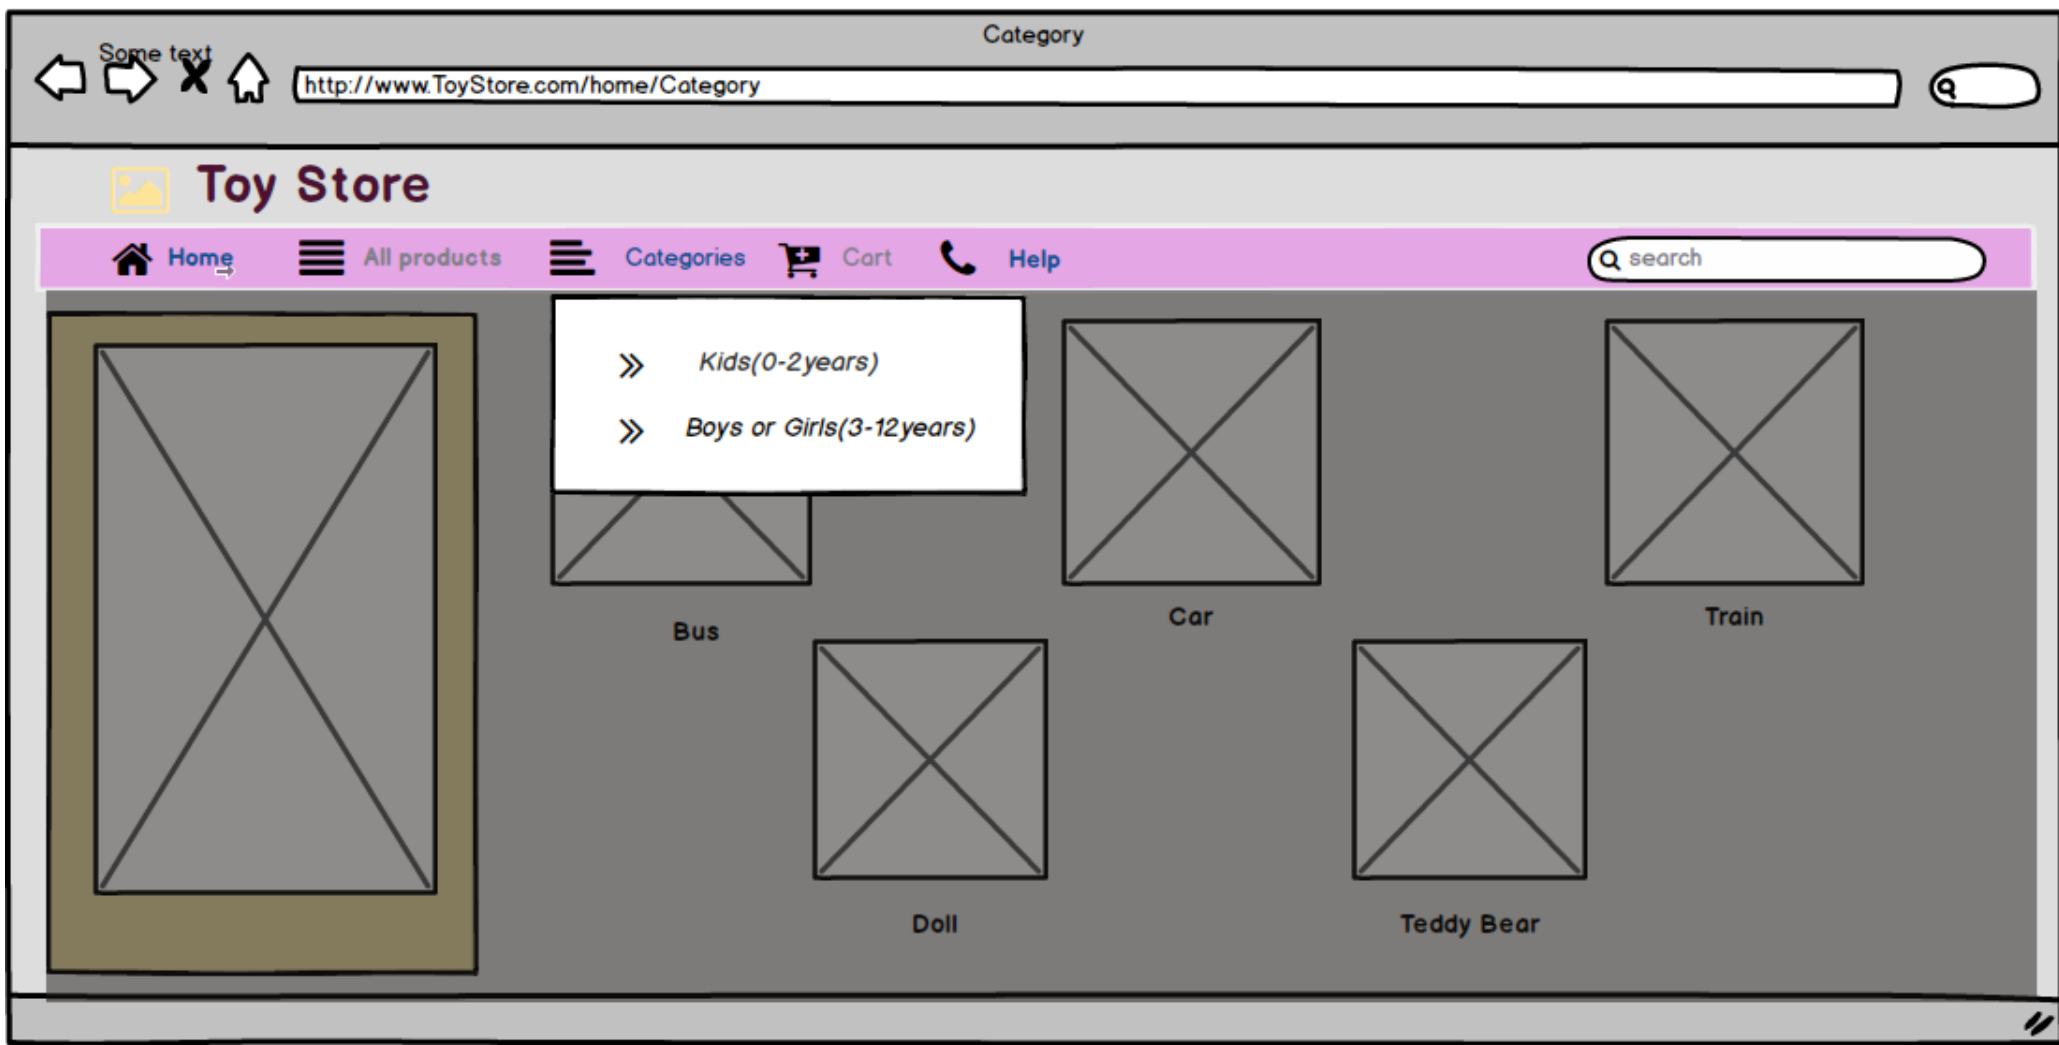 Category
Some text
http://www.ToyStore.com/home/Category
Toy Store
Home
All products
Categories
Cart
Help
search
Kids(0-2years)
Boys or Girls(3-12years)
Bus
Car
Train
Doll
Teddy Bear